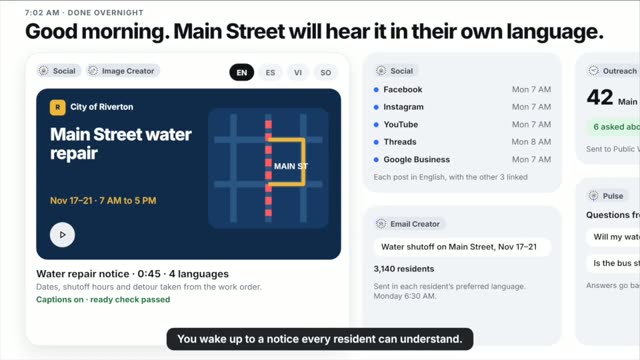 7:02 AM · DONE OVERNIGHT
Good morning. Main Street will hear it in their own language.
Social
Image Creator
EN
ES
VI
SO
R
City of Riverton
Main Street water
repair
Nov 17–21 · 7 AM to 5 PM
MAIN ST
Water repair notice · 0:45 · 4 languages
Dates, shutoff hours and detour taken from the work order.
Captions on · ready check passed
Social
Facebook Mon 7 AM
Instagram Mon 7 AM
YouTube Mon 7 AM
Threads Mon 8 AM
Google Business Mon 7 AM
Each post in English, with the other 3 linked
Email Creator
Water shutoff on Main Street, Nov 17–21
3,140 residents
Sent in each resident's preferred language.
Monday 6:30 AM.
Outreach
42 Main
6 asked abo
Sent to Public W
Pulse
Questions fro
Will my wate
Is the bus st
Answers go ba
You wake up to a notice every resident can understand.